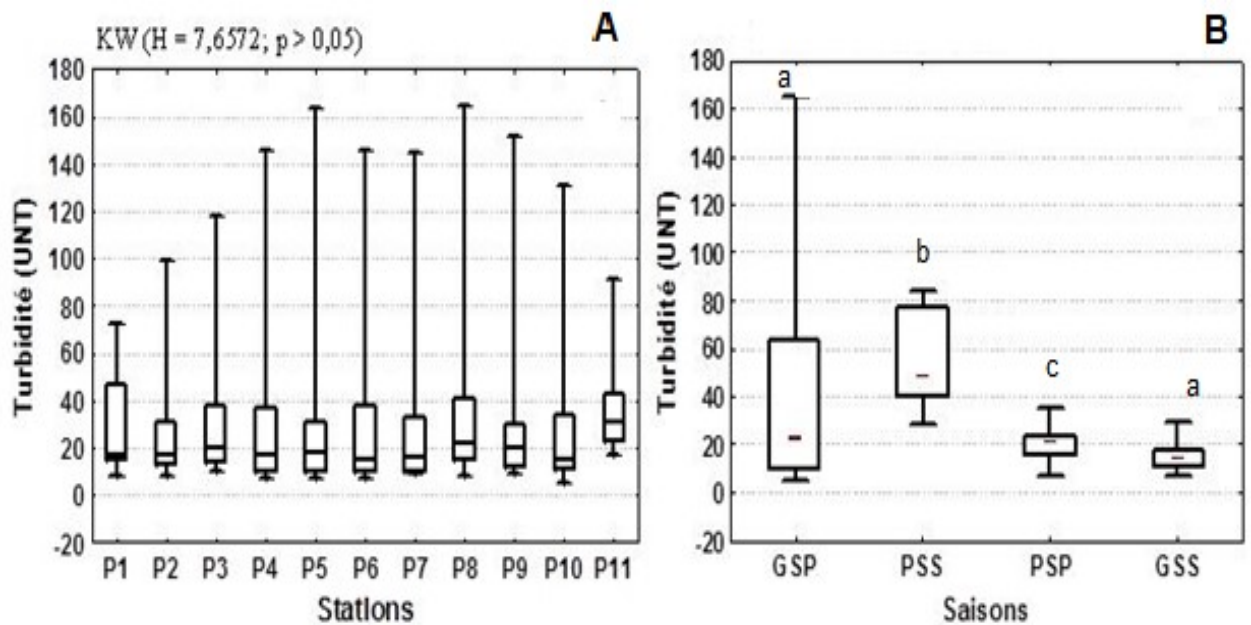 A
KW (H = 7,6572; p > 0,05)
Turbidité (UNT)
180
160
140
120
100
80
60
40
20
0
-20
P1 P2 P3 P4 P5 P6 P7 P8 P9 P10 P11
Stations
B
Turbidité (UNT)
180
160
140
120
100
80
60
40
20
0
-20
a
b
c
a
GSP PSS PSP GSS
Saisons